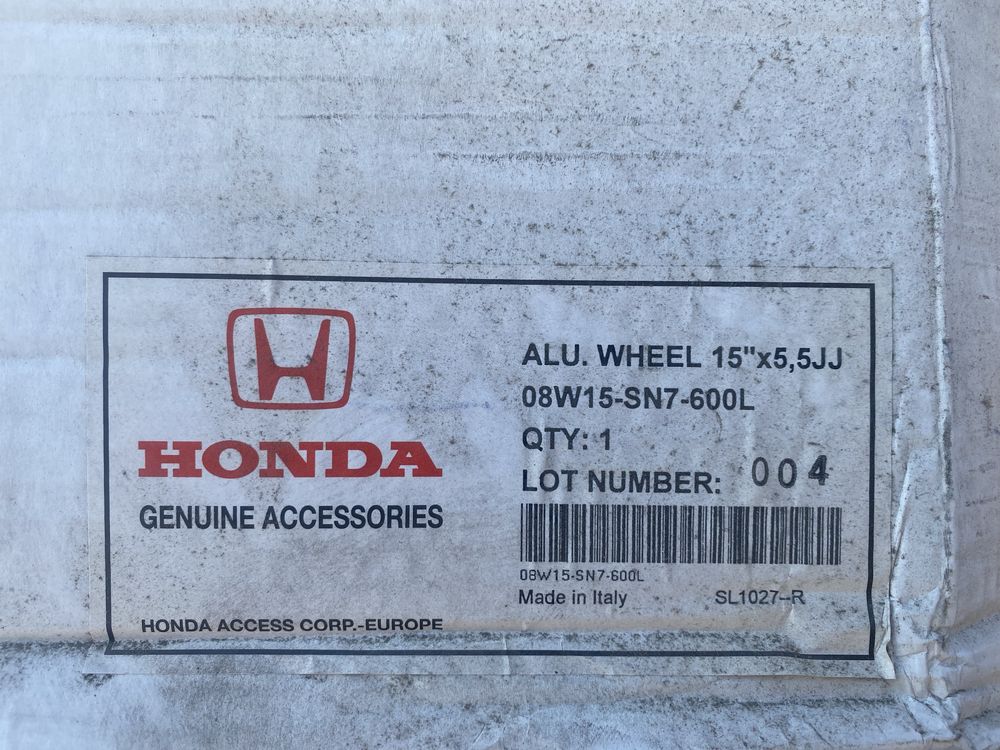 HONDA
GENUINE ACCESSORIES
HONDA ACCESS CORP.-EUROPE
ALU. WHEEL 15"x5,5JJ
08W15-SN7-600L
QTY: 1
LOT NUMBER: 004
08W15-SN7-600L
Made in Italy SL1027--R